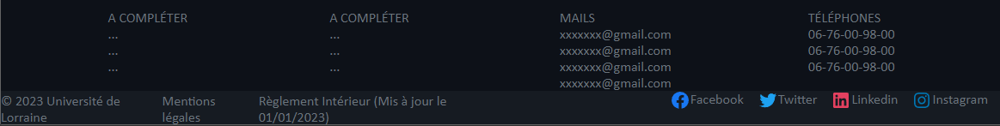 A COMPLÉTER
...
...
...
A COMPLÉTER
...
...
...
MAILS
xxxxxxx@gmail.com
xxxxxxx@gmail.com
xxxxxxx@gmail.com
xxxxxxx@gmail.com
TÉLÉPHONES
06-76-00-98-00
06-76-00-98-00
06-76-00-98-00
© 2023 Université de
Lorraine
Mentions
légales
Règlement Intérieur (Mis à jour le
01/01/2023)
Facebook
Twitter
Linkedin
Instagram